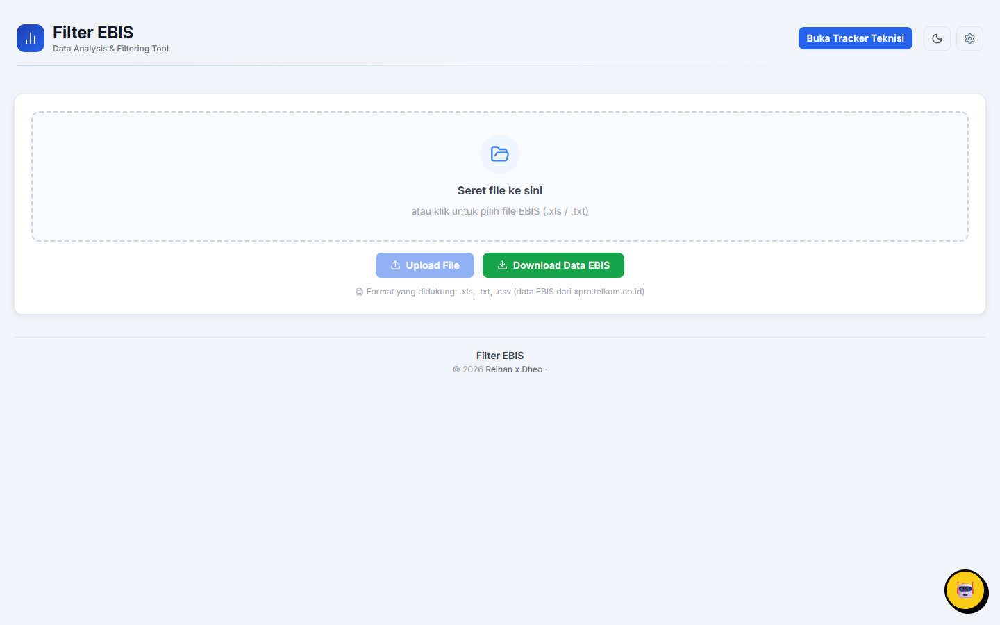 Filter EBIS
Data Analysis & Filtering Tool
Buka Tracker Teknisi
Seret file ke sini
atau klik untuk pilih file EBIS (.xls / .txt)
Upload File
Download Data EBIS
Format yang didukung: .xls, .txt, .csv (data EBIS dari xpro.telkom.co.id)
Filter EBIS
© 2026 Reihan x Dheo ·